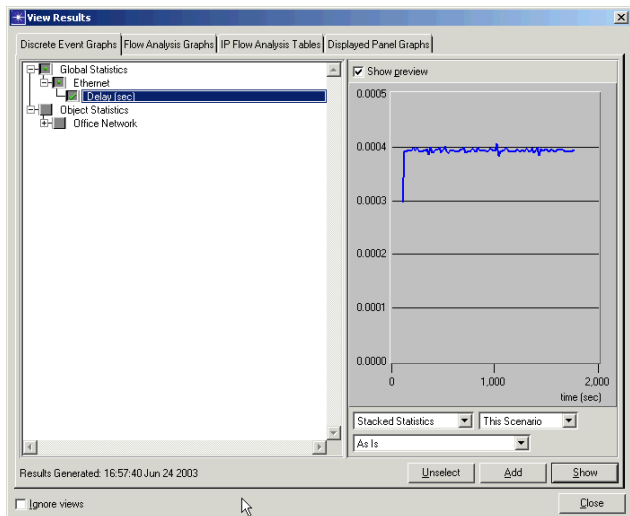 View Results
Discrete Event Graphs Flow Analysis Graphs IP Flow Analysis Tables Displayed Panel Graphs
Global Statistics
Ethernet
Delay (sec)
Object Statistics
Office Network
Show preview
0.0005
0.0004
0.0003
0.0002
0.0001
0.0000
0 1,000 2,000
time (sec)
Stacked Statistics This Scenario
As Is
Results Generated: 16:57:40 Jun 24 2003
Unselect Add Show
Ignore views
Close